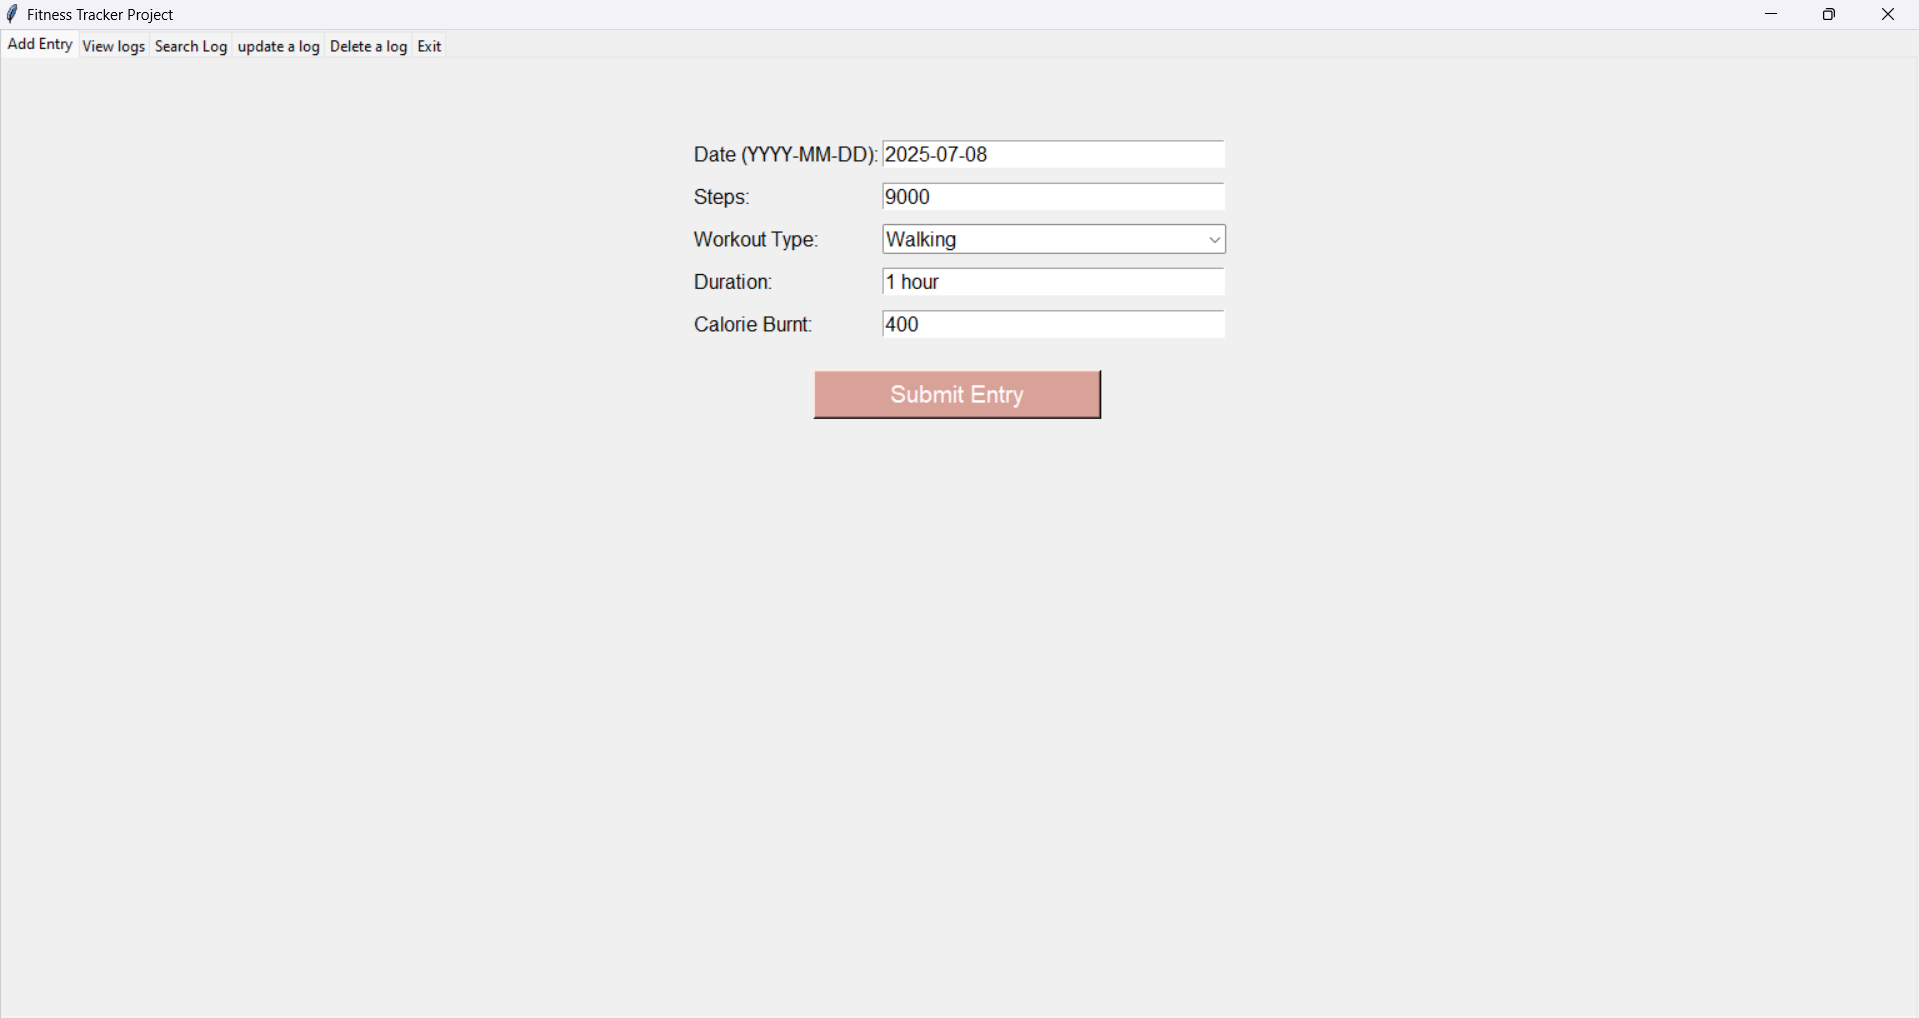 Fitness Tracker Project
Add Entry View logs Search Log update a log Delete a log Exit
Date (YYYY-MM-DD): 2025-07-08
Steps: 9000
Workout Type: Walking
Duration: 1 hour
Calorie Burnt: 400
Submit Entry